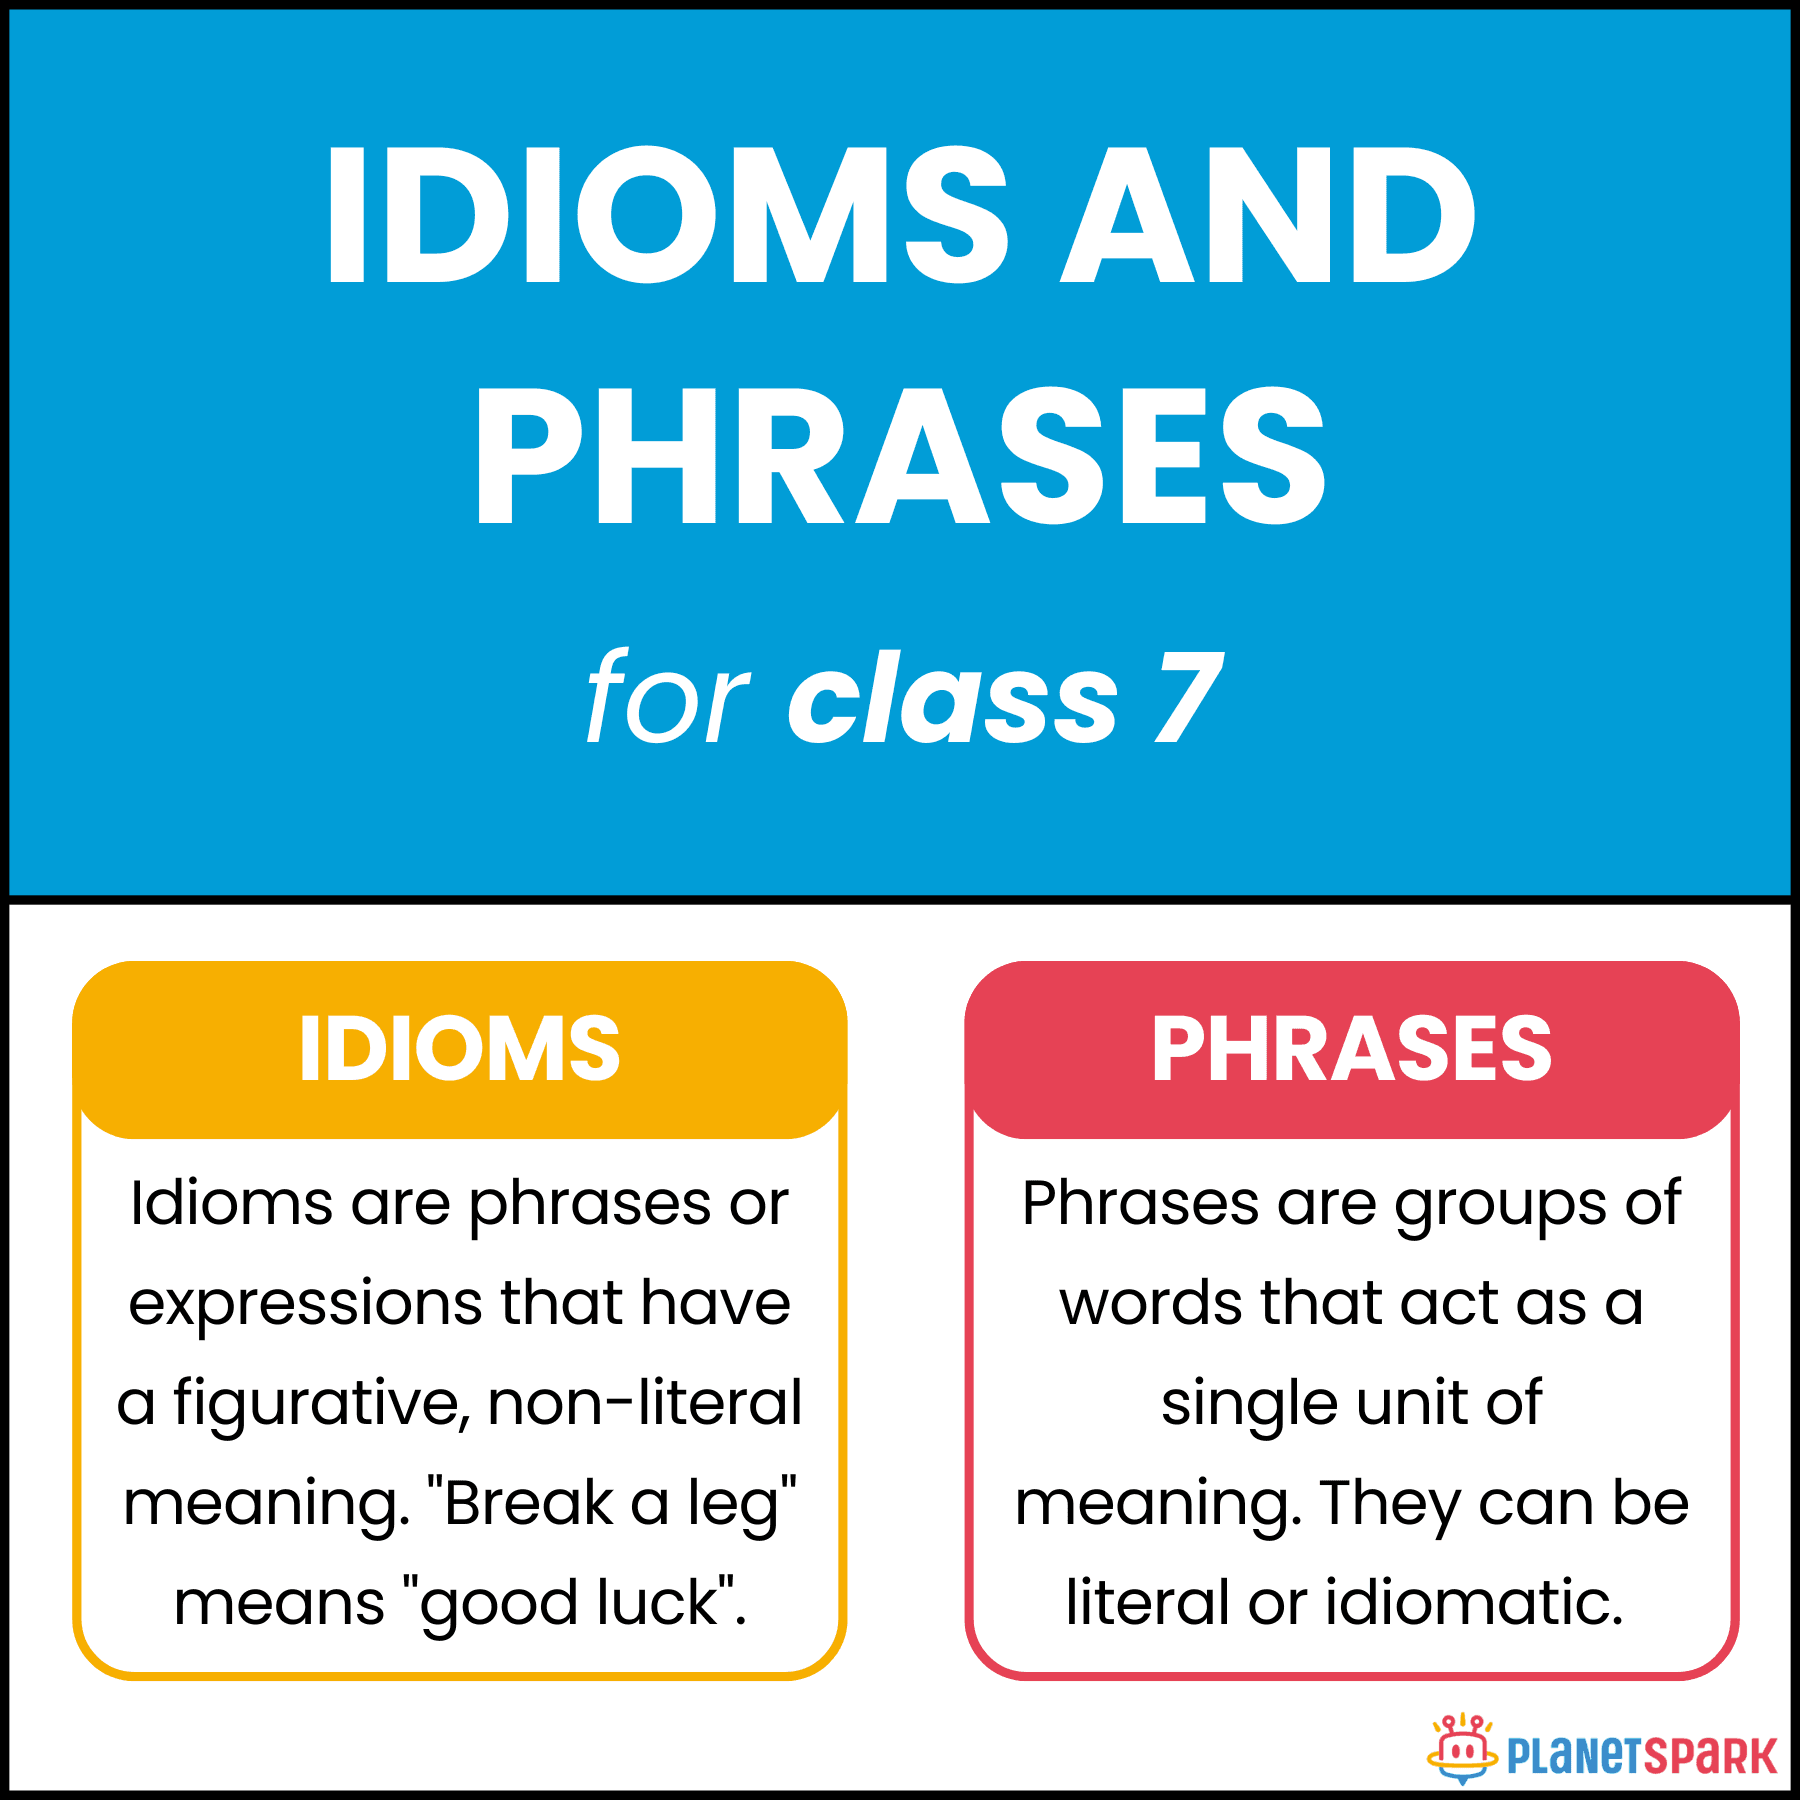 IDIOMS AND
PHRASES
for class 7
IDIOMS
Idioms are phrases or
expressions that have
a figurative, non-literal
meaning. "Break a leg"
means "good luck".
PHRASES
Phrases are groups of
words that act as a
single unit of
meaning. They can be
literal or idiomatic.
PLANETSPARK